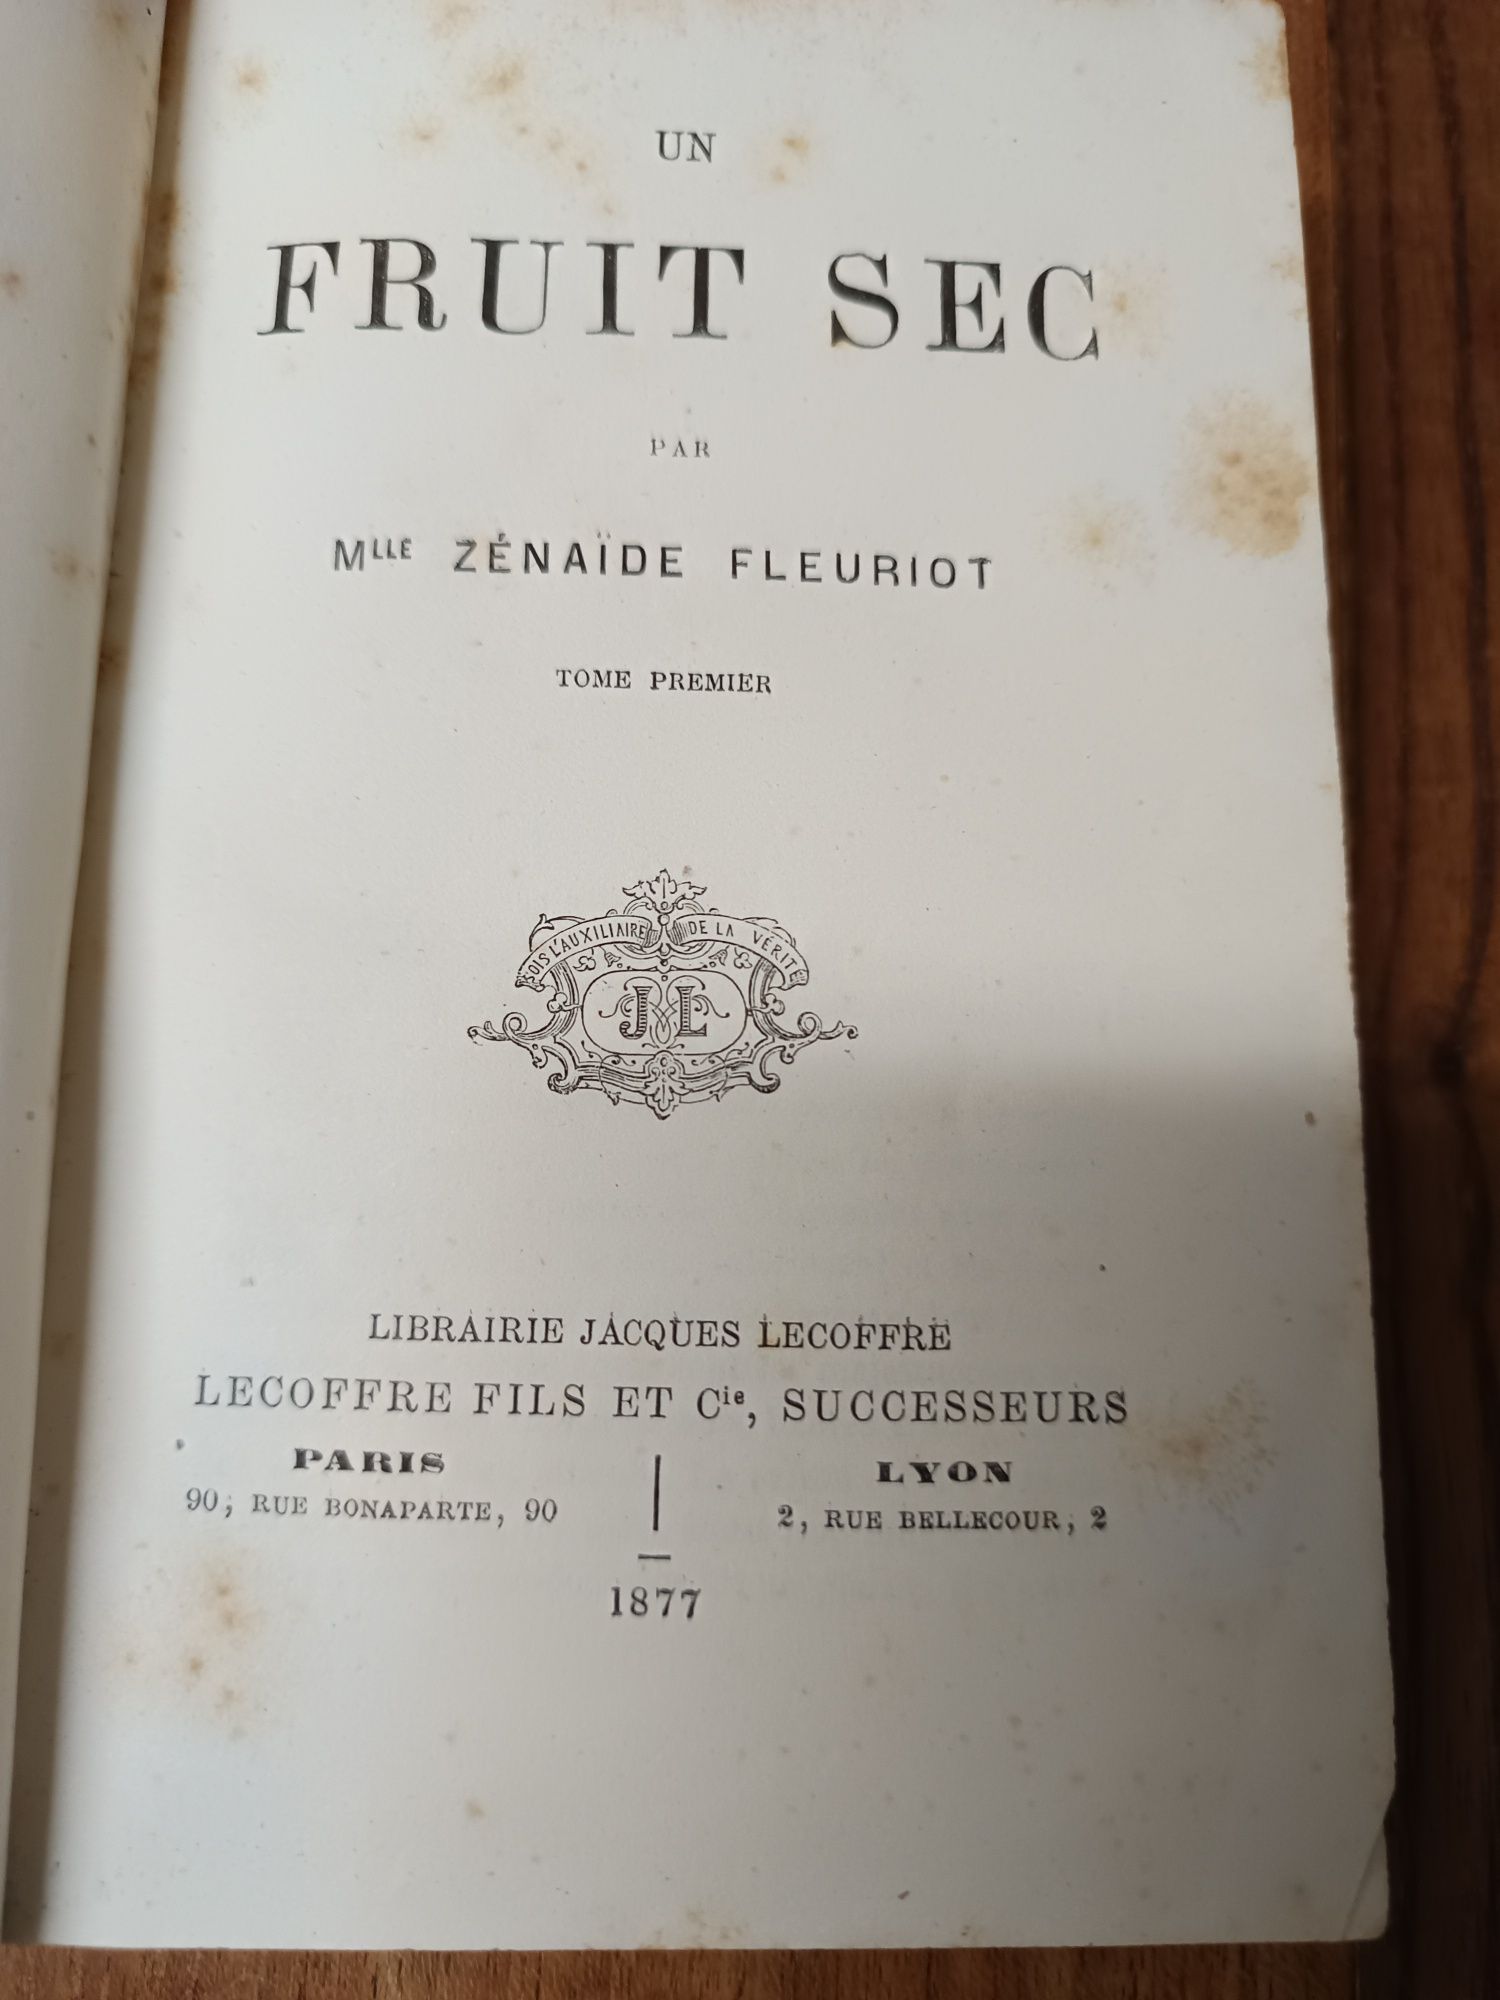 UN
FRUIT SEC
PAR
MLLE ZÉNAÏDE FLEURIOT
TOME PREMIER
SOIS L'AUXILIAIRE DE LA VÉRITÉ
JL
LIBRAIRIE JACQUES LECOFFRE
LECOFFRE FILS ET Cie, SUCCESSEURS
PARIS
90, RUE BONAPARTE, 90
LYON
2, RUE BELLECOUR, 2
1877